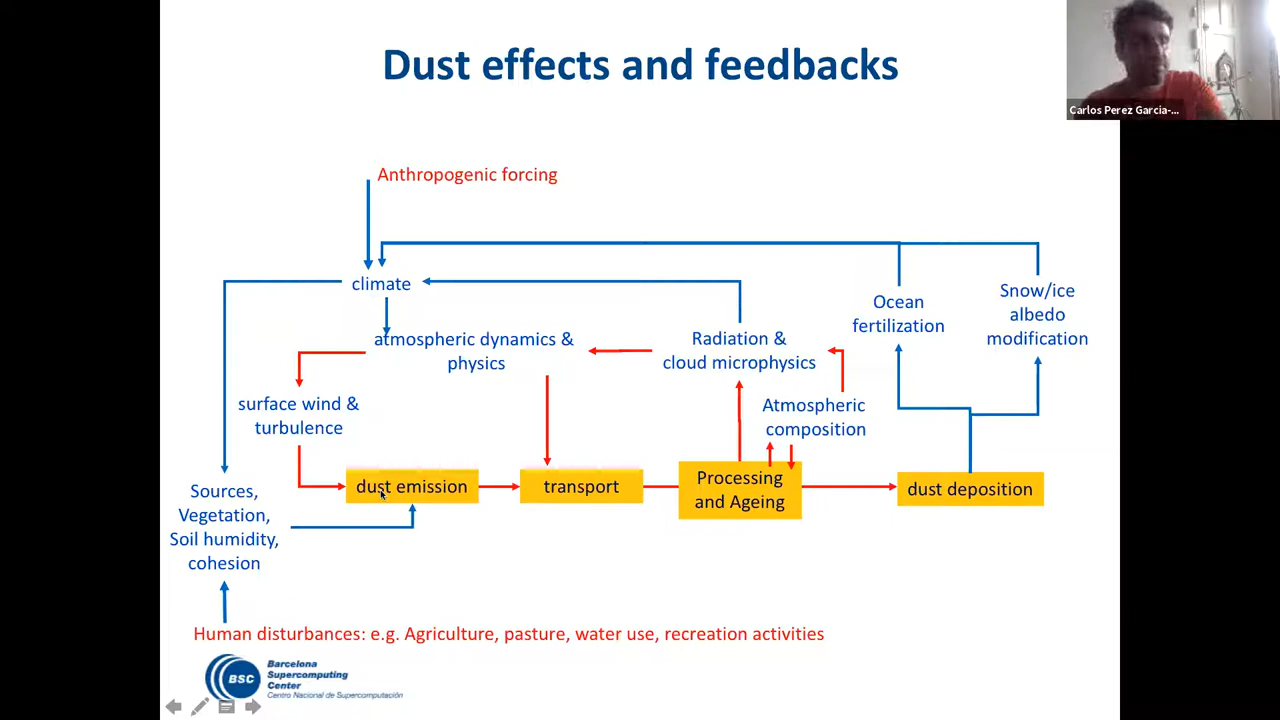 Dust effects and feedbacks
Carlos Perez Garcia-...
Anthropogenic forcing
climate
atmospheric dynamics &
physics
surface wind &
turbulence
Radiation &
cloud microphysics
Atmospheric
composition
Ocean
fertilization
Snow/ice
albedo
modification
Sources,
Vegetation,
Soil humidity,
cohesion
dust emission
transport
Processing
and Ageing
dust deposition
Human disturbances: e.g. Agriculture, pasture, water use, recreation activities
BSC
Barcelona
Supercomputing
Center
Centro Nacional de Supercomputación